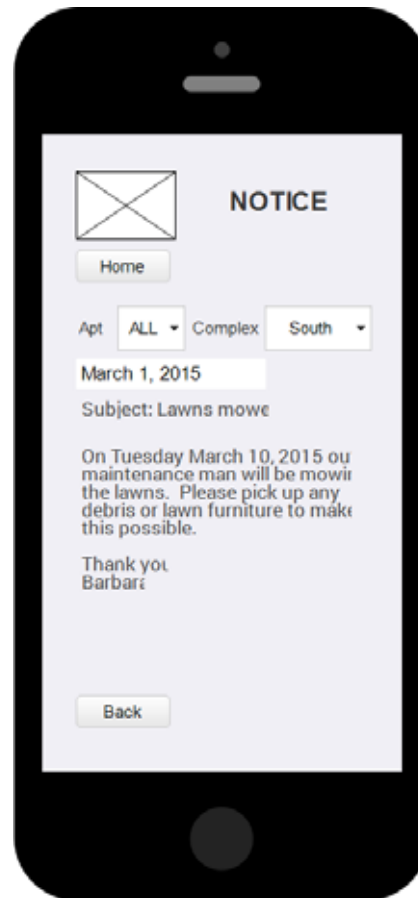 NOTICE
Home
Apt ALL Complex South
March 1, 2015
Subject: Lawns mowe
On Tuesday March 10, 2015 ou
maintenance man will be mowin
the lawns. Please pick up any
debris or lawn furniture to make
this possible.
Thank you
Barbara
Back